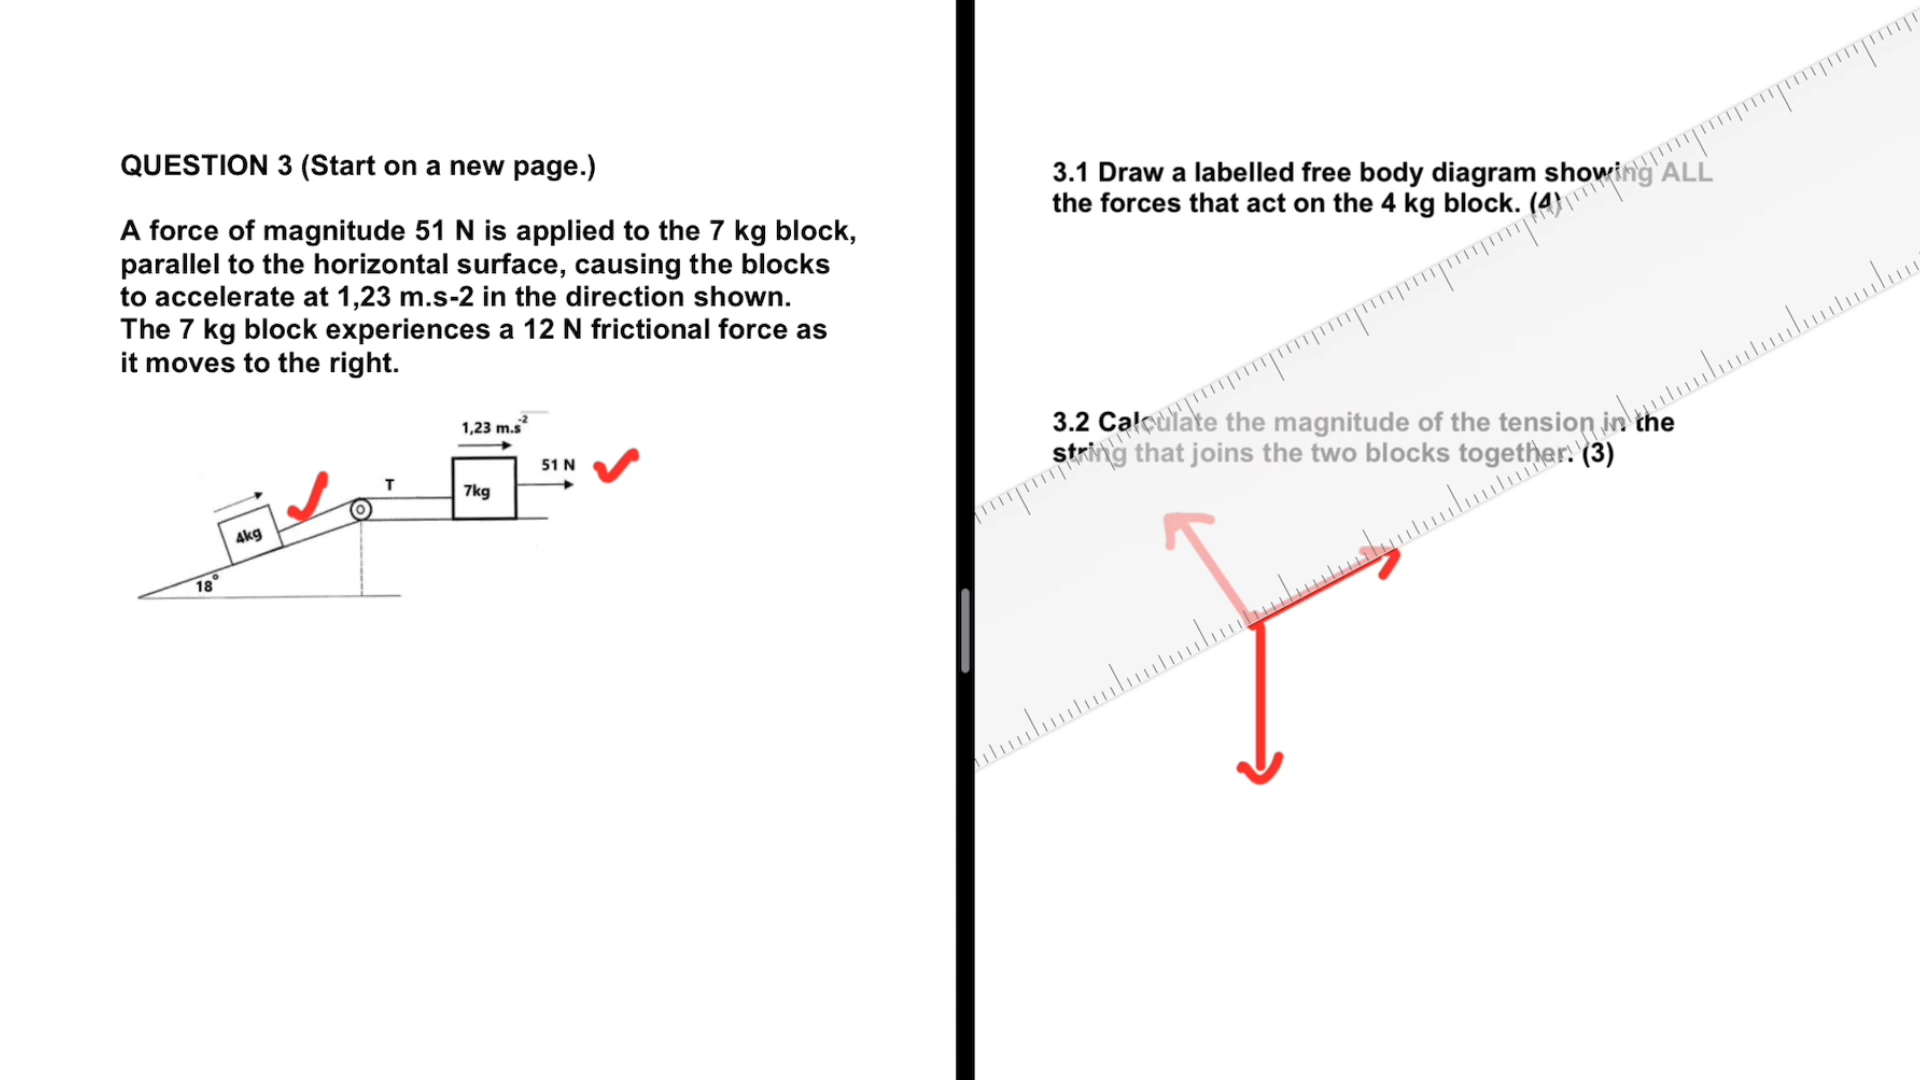 QUESTION 3 (Start on a new page.)
A force of magnitude 51 N is applied to the 7 kg block,
parallel to the horizontal surface, causing the blocks
to accelerate at 1,23 m.s-2 in the direction shown.
The 7 kg block experiences a 12 N frictional force as
it moves to the right.
1,23 m.s-2
51 N
T
7kg
4kg
18°
3.1 Draw a labelled free body diagram showing ALL
the forces that act on the 4 kg block. (4)
3.2 Calculate the magnitude of the tension in the
string that joins the two blocks together. (3)